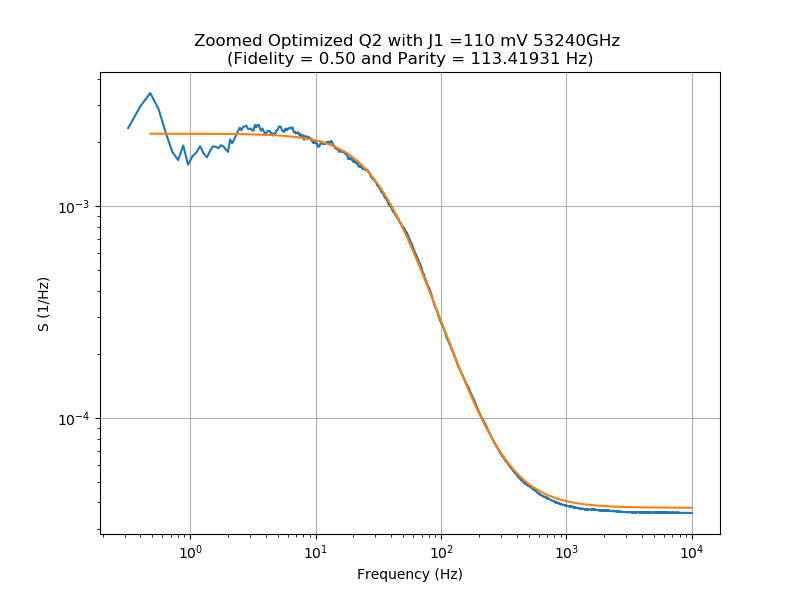 Zoomed Optimized Q2 with J1 =110 mV 53240GHz
(Fidelity = 0.50 and Parity = 113.41931 Hz)
S (1/Hz)
10⁻³
10⁻⁴
10⁰ 10¹ 10² 10³ 10⁴
Frequency (Hz)